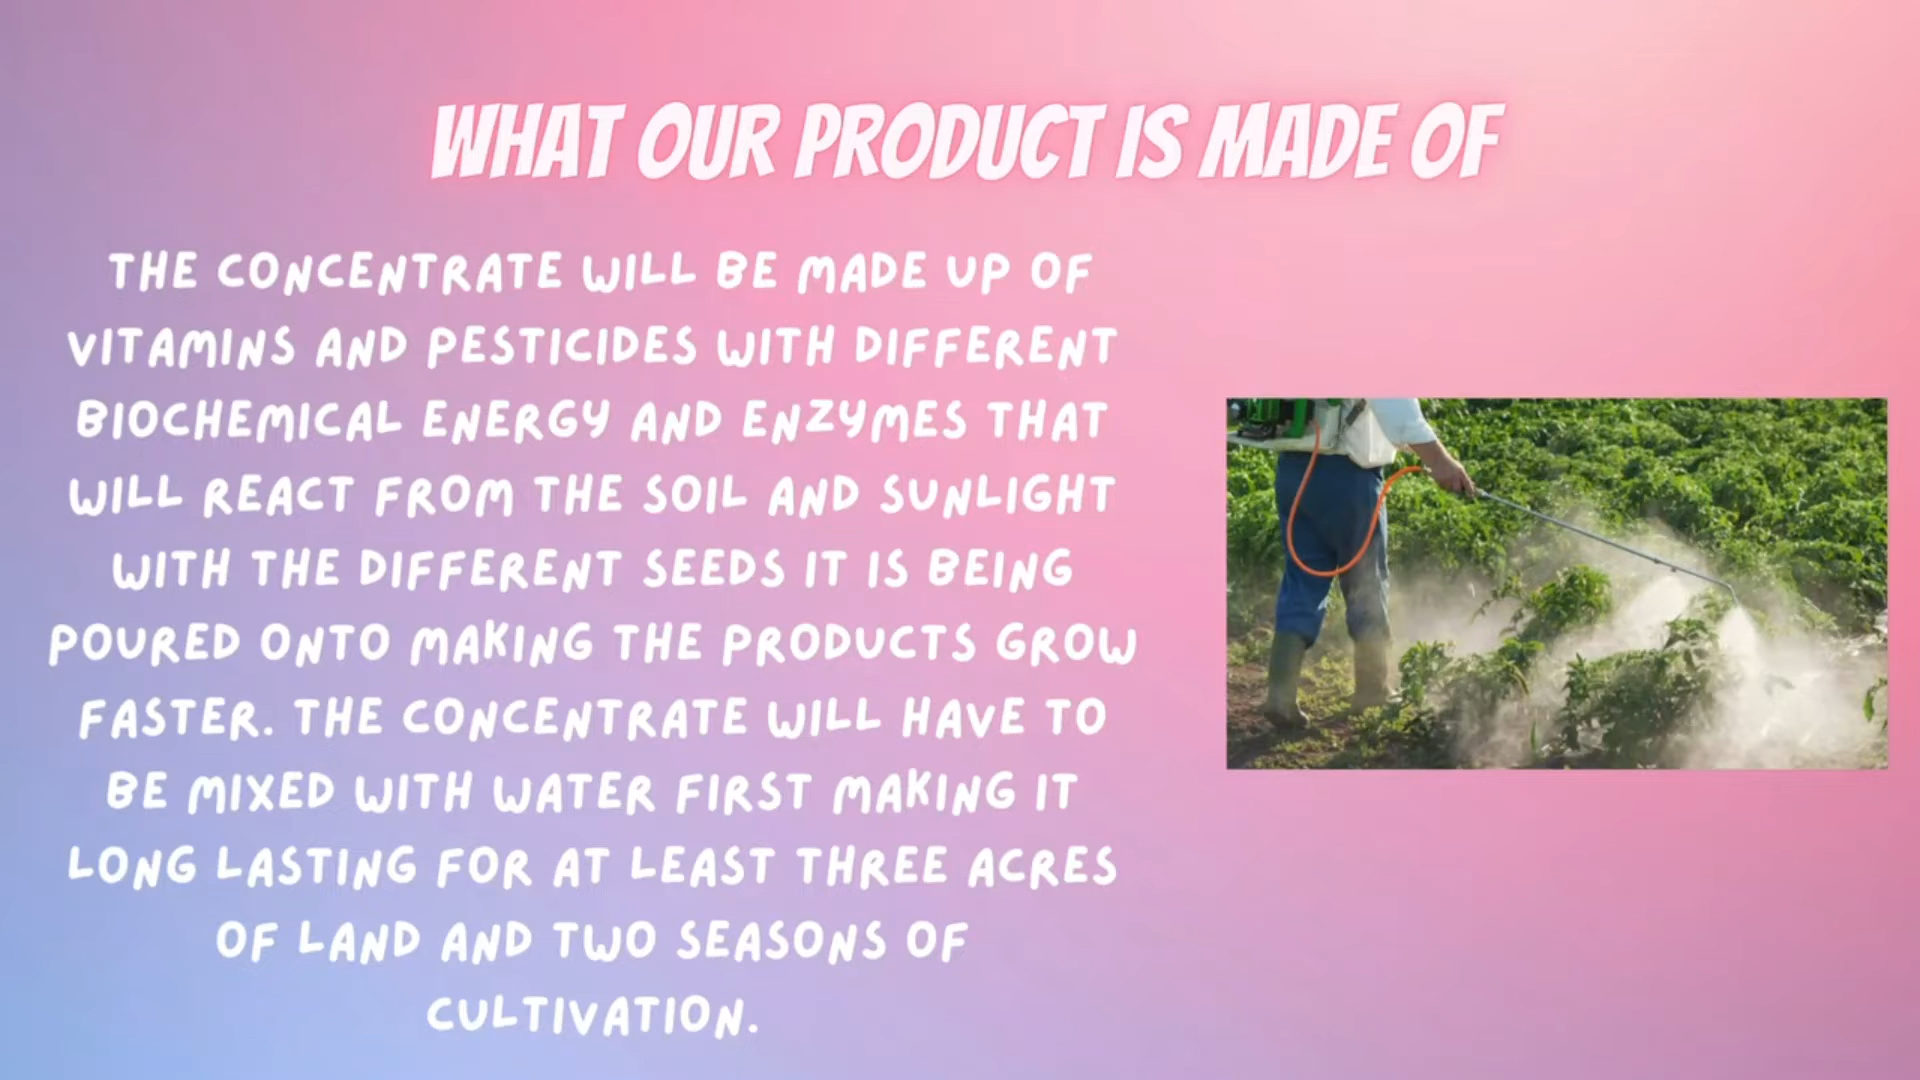 WHAT OUR PRODUCT IS MADE OF
THE CONCENTRATE WILL BE MADE UP OF
VITAMINS AND PESTICIDES WITH DIFFERENT
BIOCHEMICAL ENERGY AND ENZYMES THAT
WILL REACT FROM THE SOIL AND SUNLIGHT
WITH THE DIFFERENT SEEDS IT IS BEING
POURED ONTO MAKING THE PRODUCTS GROW
FASTER. THE CONCENTRATE WILL HAVE TO
BE MIXED WITH WATER FIRST MAKING IT
LONG LASTING FOR AT LEAST THREE ACRES
OF LAND AND TWO SEASONS OF
CULTIVATION.